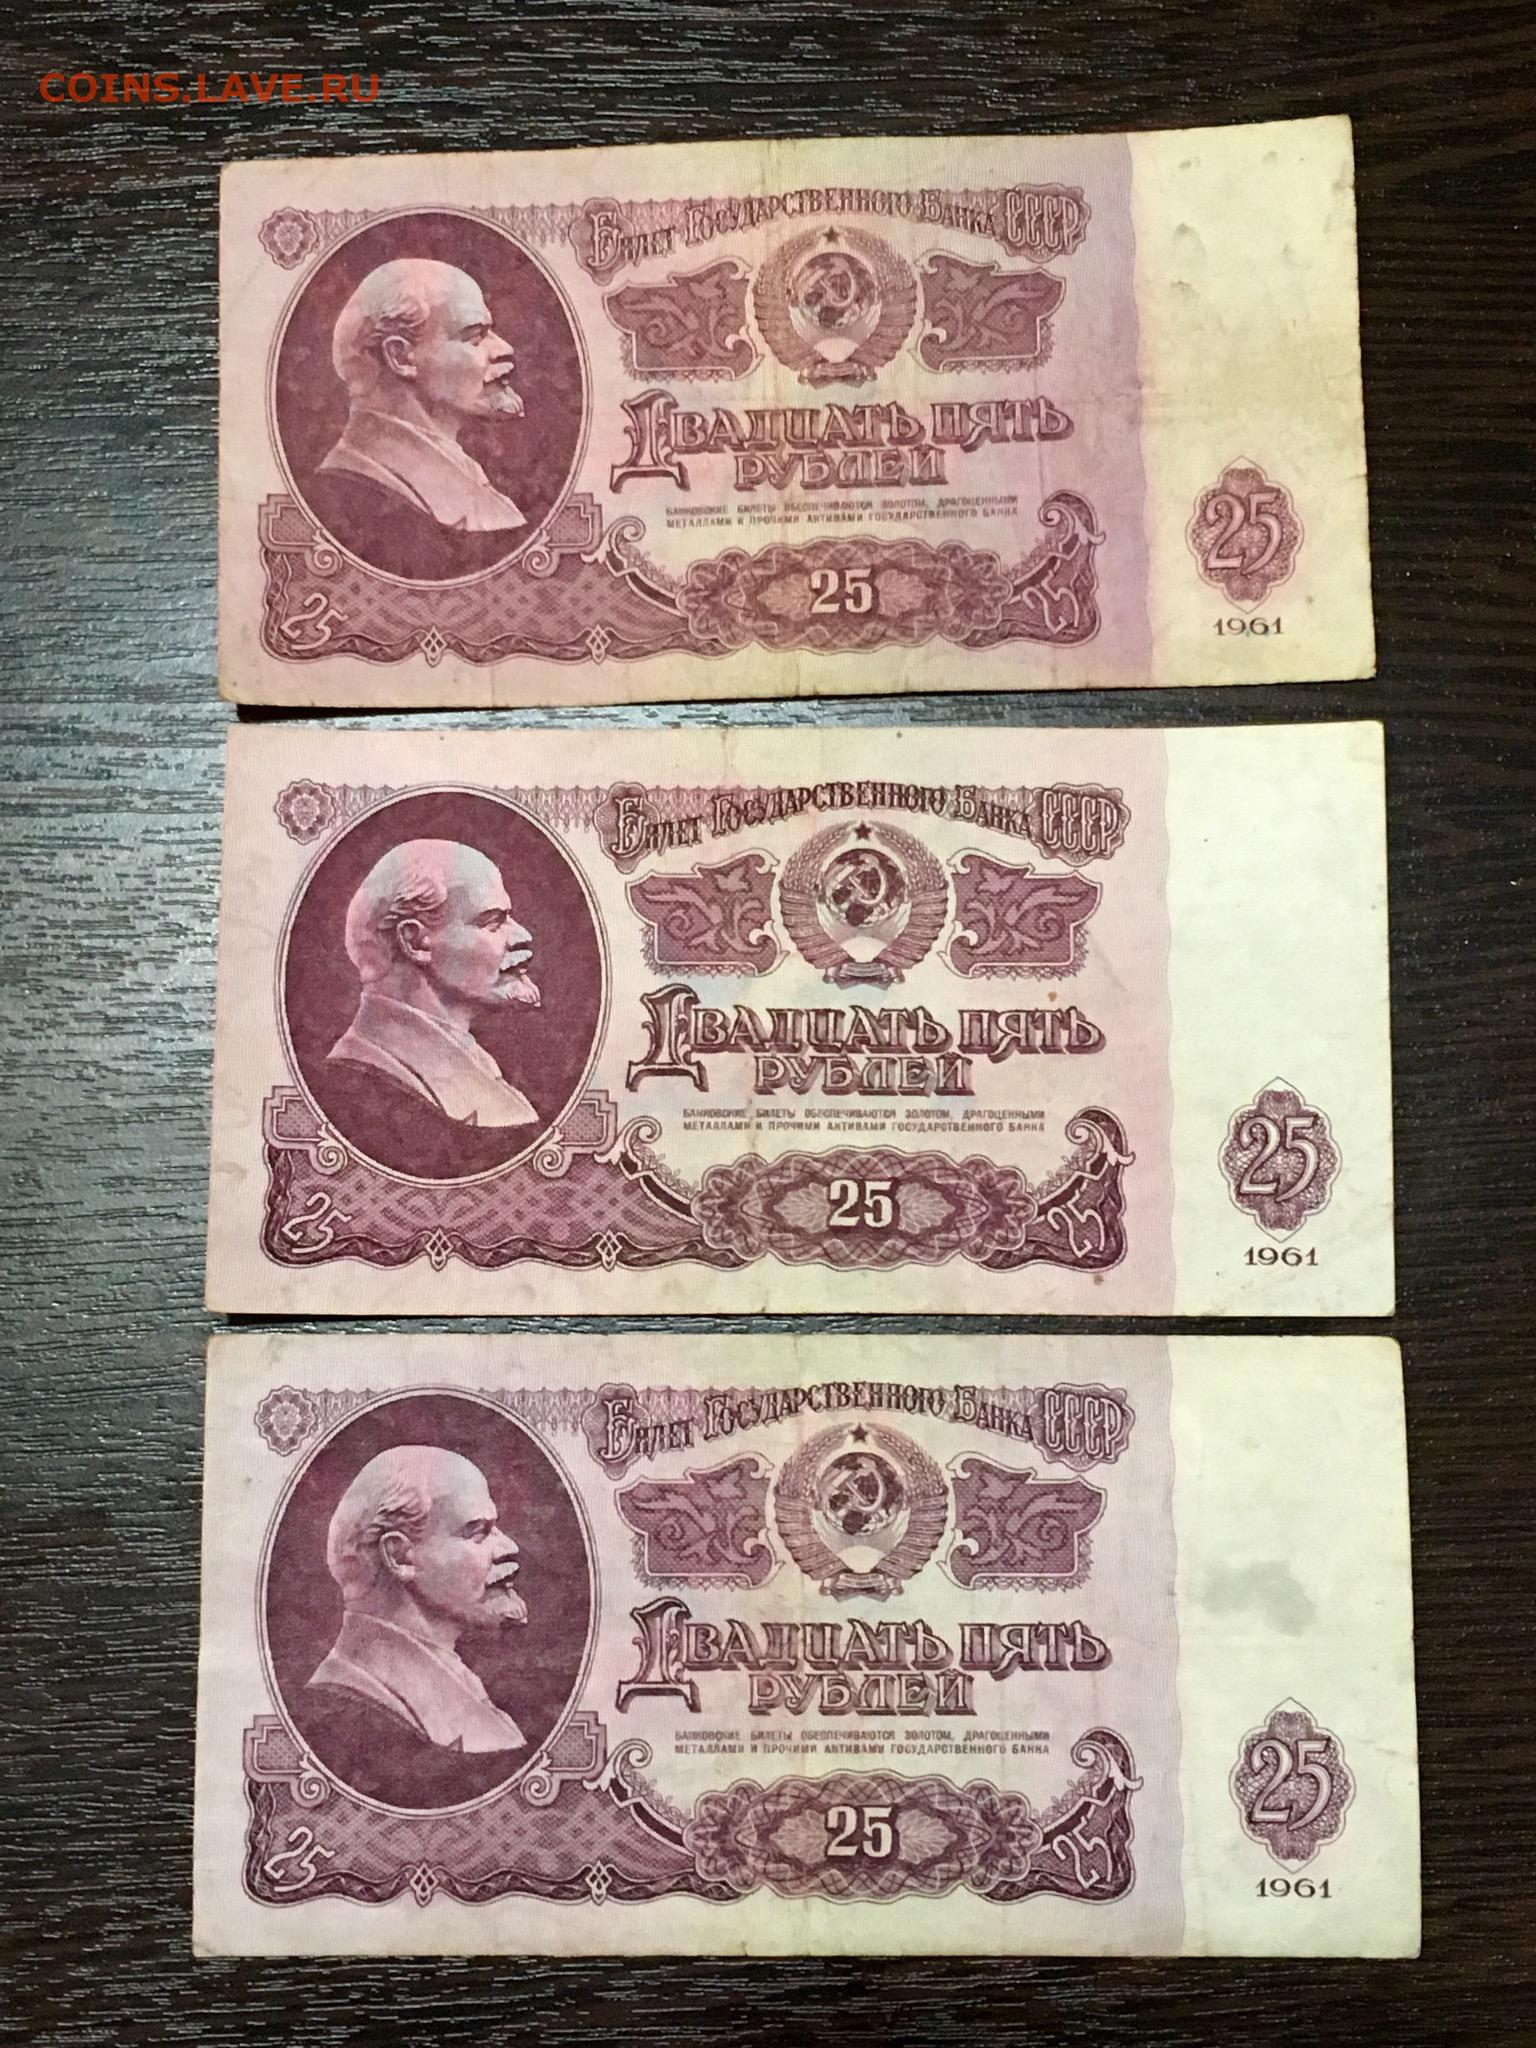 COINS.LAVE.RU
Билет Государственного Банка СССР
Двадцать пять
рублей
БАНКОВСКИЕ БИЛЕТЫ ОБЕСПЕЧИВАЮТСЯ ЗОЛОТОМ, ДРАГОЦЕННЫМИ
МЕТАЛЛАМИ И ПРОЧИМИ АКТИВАМИ ГОСУДАРСТВЕННОГО БАНКА
25
25
25
25
1961
Билет Государственного Банка СССР
Двадцать пять
рублей
БАНКОВСКИЕ БИЛЕТЫ ОБЕСПЕЧИВАЮТСЯ ЗОЛОТОМ, ДРАГОЦЕННЫМИ
МЕТАЛЛАМИ И ПРОЧИМИ АКТИВАМИ ГОСУДАРСТВЕННОГО БАНКА
25
25
25
25
1961
Билет Государственного Банка СССР
Двадцать пять
рублей
БАНКОВСКИЕ БИЛЕТЫ ОБЕСПЕЧИВАЮТСЯ ЗОЛОТОМ, ДРАГОЦЕННЫМИ
МЕТАЛЛАМИ И ПРОЧИМИ АКТИВАМИ ГОСУДАРСТВЕННОГО БАНКА
25
25
25
25
1961